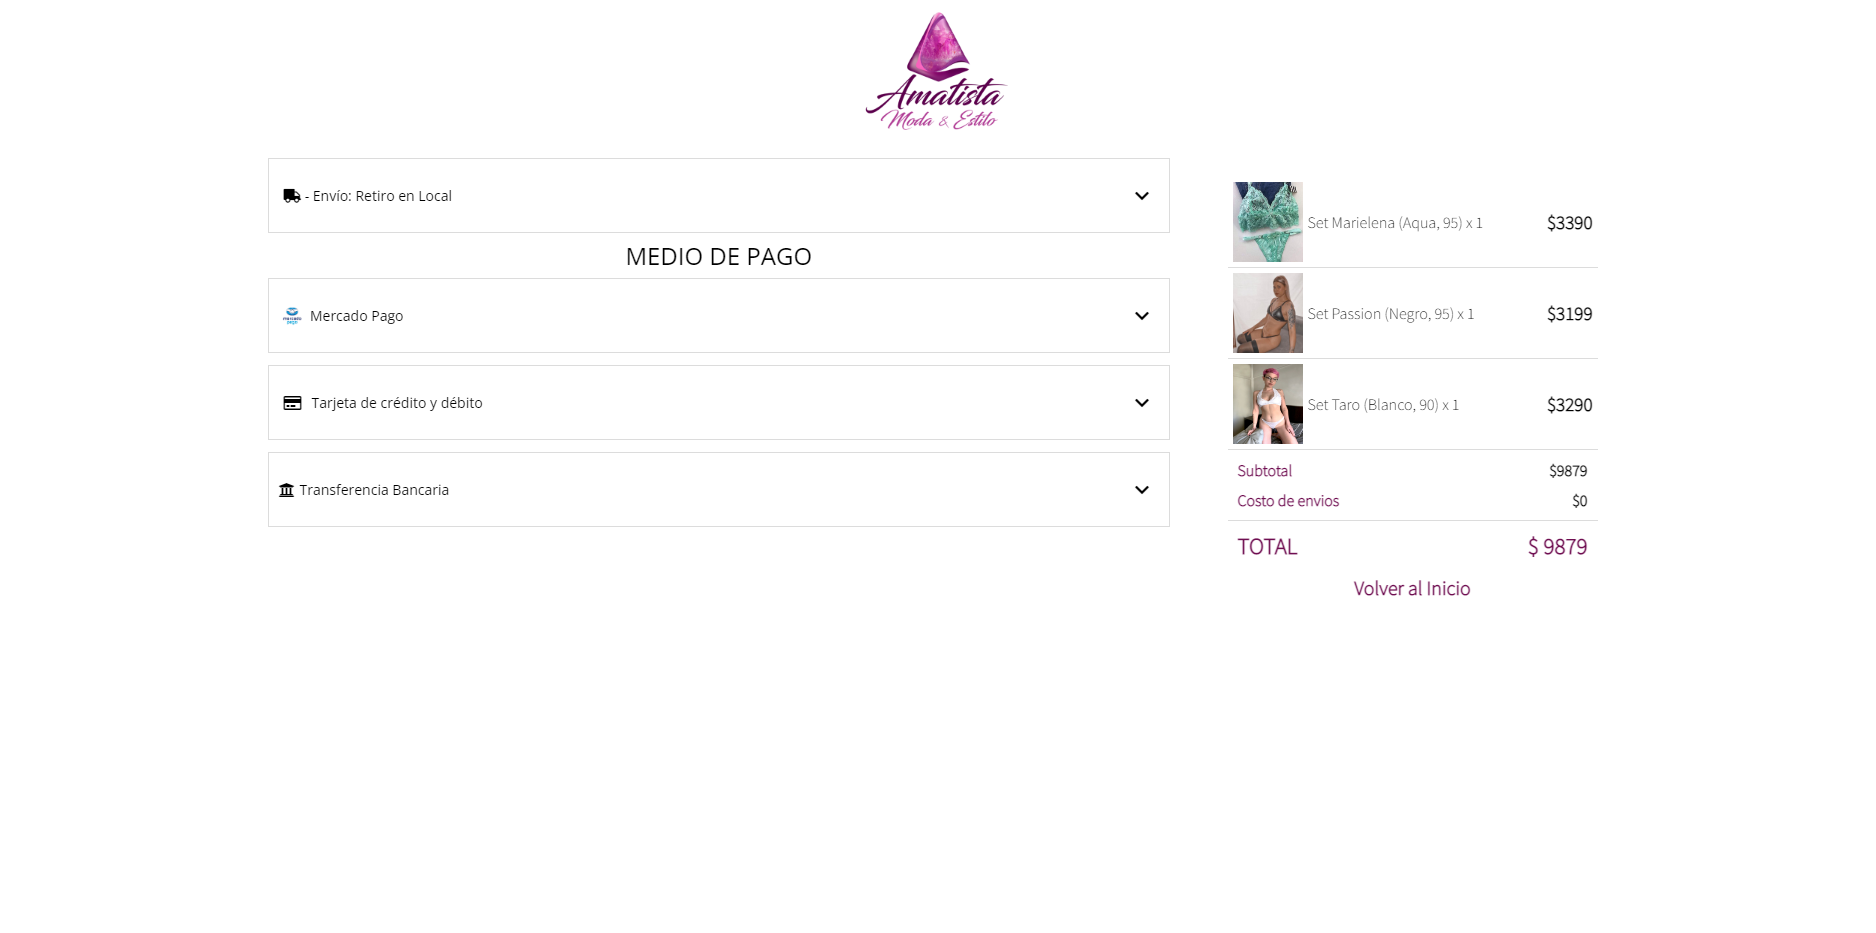 Amatista
Moda & Estilo
- Envío: Retiro en Local
MEDIO DE PAGO
mercado
pago
Mercado Pago
Tarjeta de crédito y débito
Transferencia Bancaria
Set Marielena (Aqua, 95) x 1 $3390
Set Passion (Negro, 95) x 1 $3199
Set Taro (Blanco, 90) x 1 $3290
Subtotal $9879
Costo de envios $0
TOTAL $ 9879
Volver al Inicio